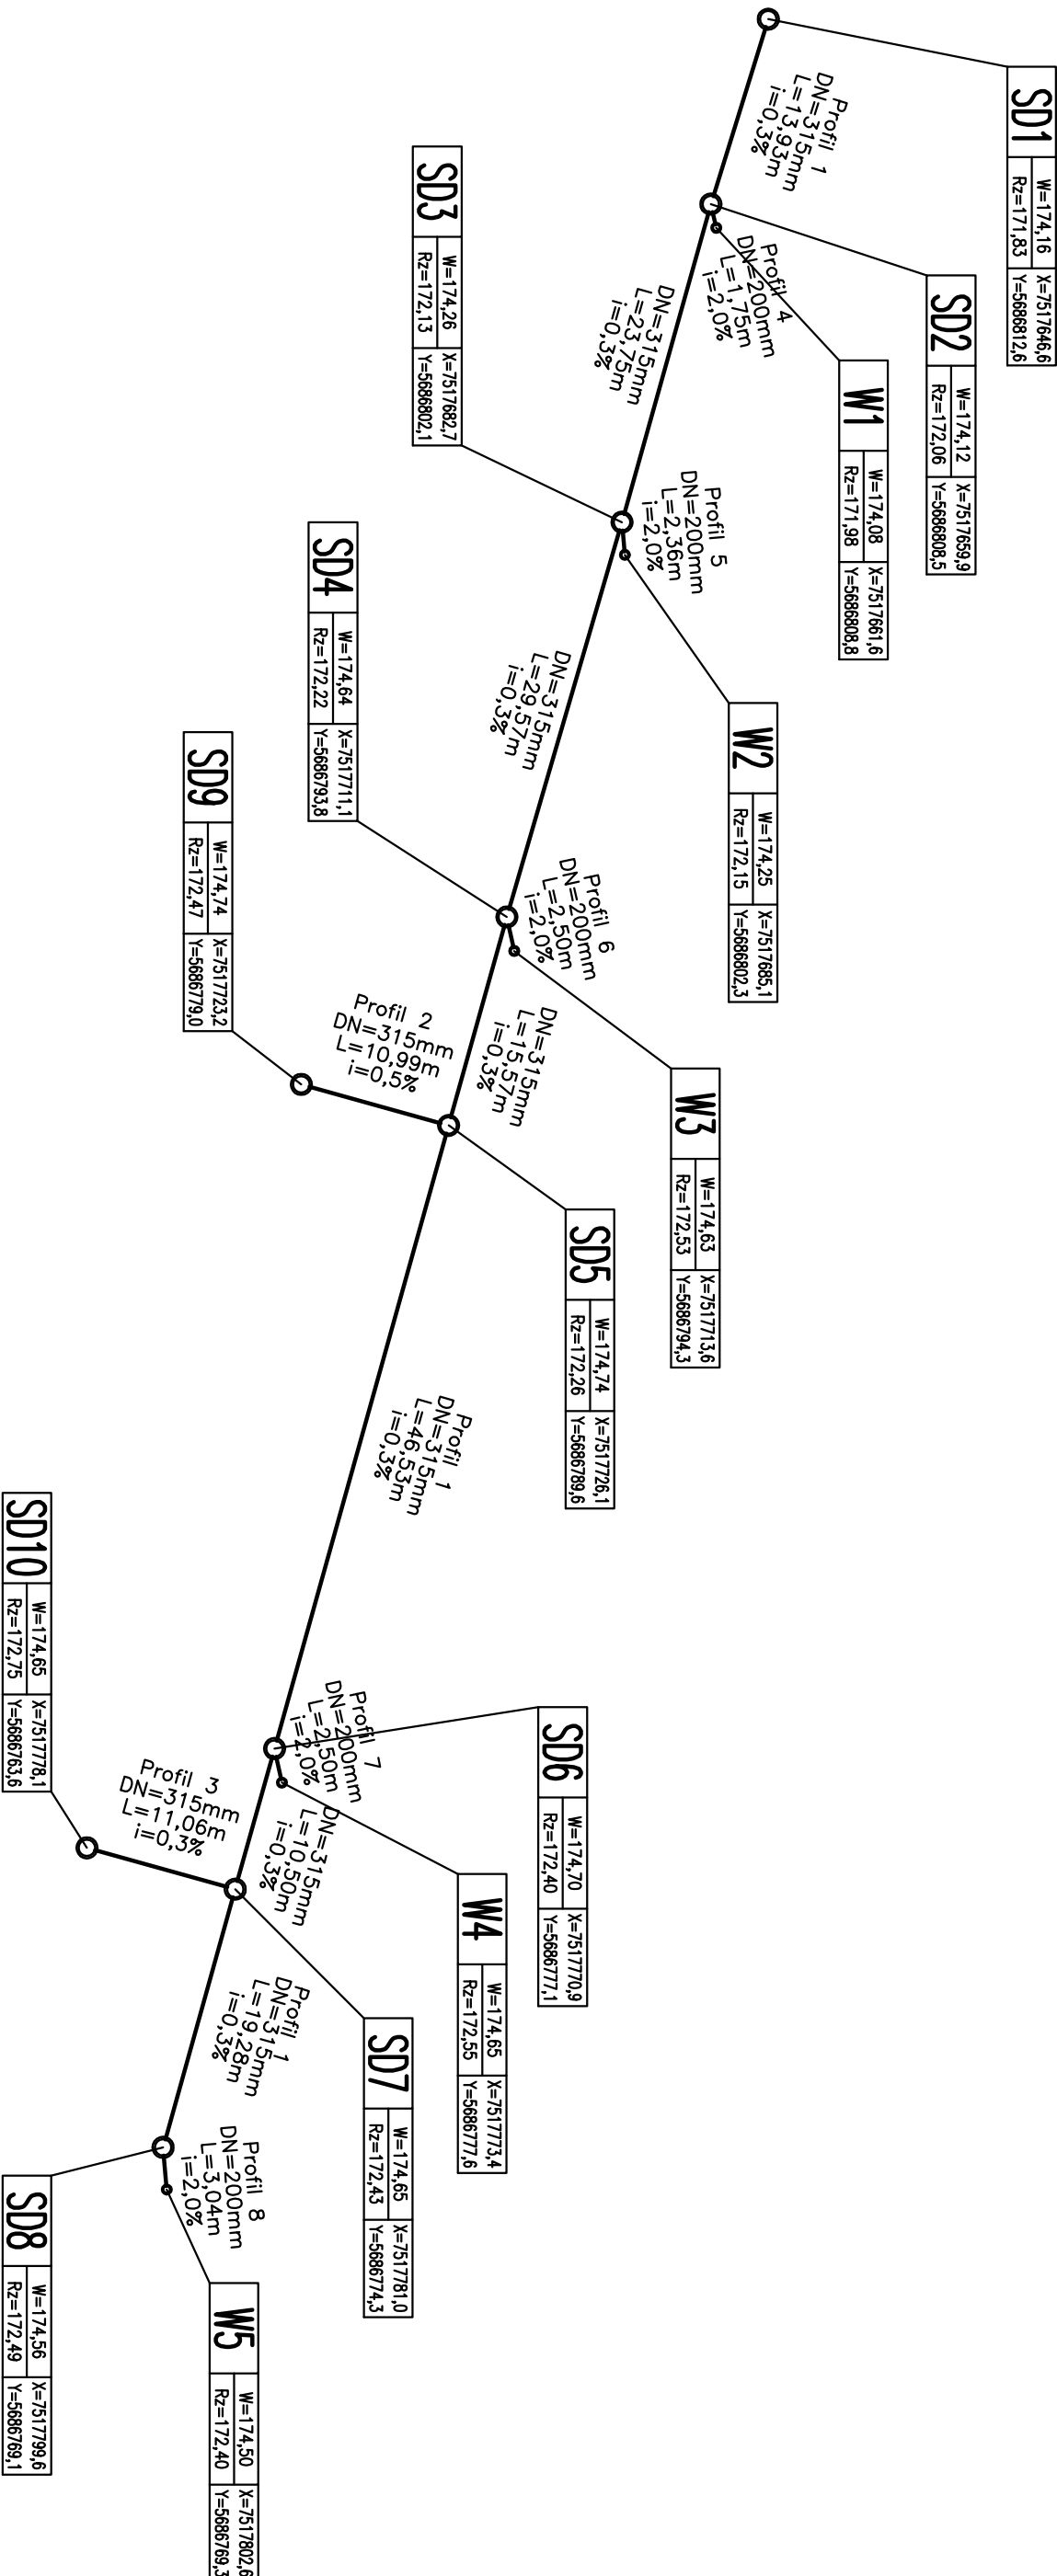 SD1
W=174,16
Rz=171,83
X=7517646,6
Y=5686812,6
Profil 1
DN=315mm
L=13,93m
i=0,3%
SD2
W=174,12
Rz=172,06
X=7517659,9
Y=5686808,5
Profil 4
DN=200mm
L=1,75m
i=2,0%
W1
W=174,08
Rz=171,98
X=7517661,6
Y=5686808,8
DN=315mm
L=23,75m
i=0,3%
SD3
W=174,26
Rz=172,13
X=7517682,7
Y=5686802,1
Profil 5
DN=200mm
L=2,36m
i=2,0%
W2
W=174,25
Rz=172,15
X=7517685,1
Y=5686802,3
DN=315mm
L=29,57m
i=0,3%
SD4
W=174,64
Rz=172,22
X=7517711,1
Y=5686793,8
Profil 6
DN=200mm
L=2,50m
i=2,0%
W3
W=174,63
Rz=172,53
X=7517713,6
Y=5686794,3
DN=315mm
L=15,57m
i=0,3%
SD9
W=174,74
Rz=172,47
X=7517723,2
Y=5686779,0
Profil 2
DN=315mm
L=10,99m
i=0,5%
SD5
W=174,74
Rz=172,26
X=7517726,1
Y=5686789,6
Profil 1
DN=315mm
L=46,53m
i=0,3%
SD6
W=174,70
Rz=172,40
X=7517770,9
Y=5686777,1
Profil 7
DN=200mm
L=2,50m
i=2,0%
W4
W=174,65
Rz=172,55
X=7517773,4
Y=5686777,6
DN=315mm
L=10,50m
i=0,3%
SD10
W=174,65
Rz=172,75
X=7517778,1
Y=5686763,6
Profil 3
DN=315mm
L=11,06m
i=0,3%
SD7
W=174,65
Rz=172,43
X=7517781,0
Y=5686774,3
Profil 1
DN=315mm
L=19,28m
i=0,3%
SD8
W=174,56
Rz=172,49
X=7517799,6
Y=5686769,1
Profil 8
DN=200mm
L=3,04m
i=2,0%
W5
W=174,50
Rz=172,40
X=7517802,6
Y=5686769,3